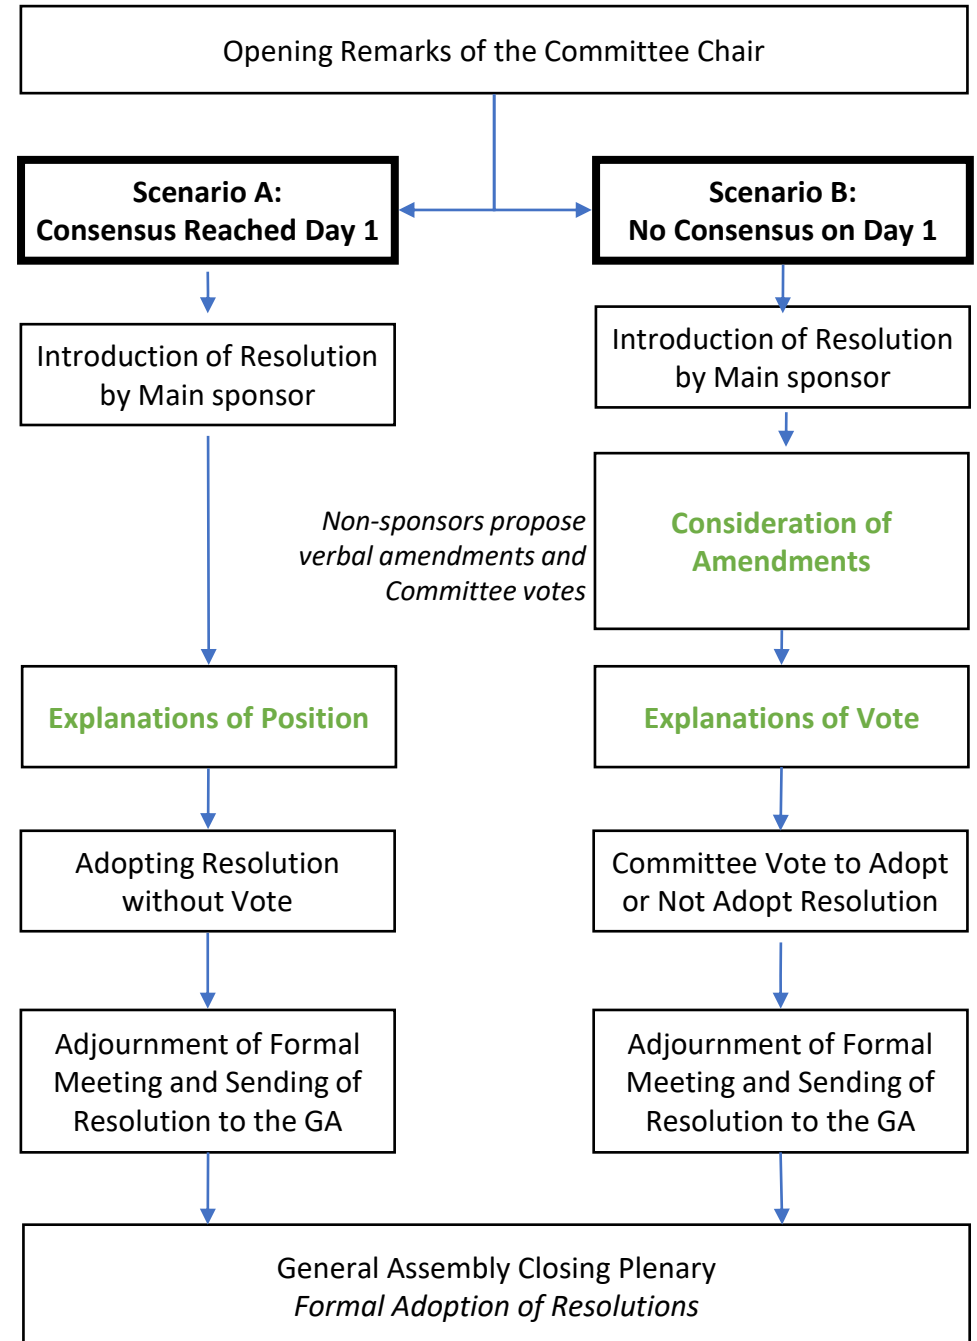 Opening Remarks of the Committee Chair
Scenario A:
Consensus Reached Day 1
Scenario B:
No Consensus on Day 1
Introduction of Resolution
by Main sponsor
Introduction of Resolution
by Main sponsor
Non-sponsors propose
verbal amendments and
Committee votes
Consideration of
Amendments
Explanations of Position
Explanations of Vote
Adopting Resolution
without Vote
Committee Vote to Adopt
or Not Adopt Resolution
Adjournment of Formal
Meeting and Sending of
Resolution to the GA
Adjournment of Formal
Meeting and Sending of
Resolution to the GA
General Assembly Closing Plenary
Formal Adoption of Resolutions